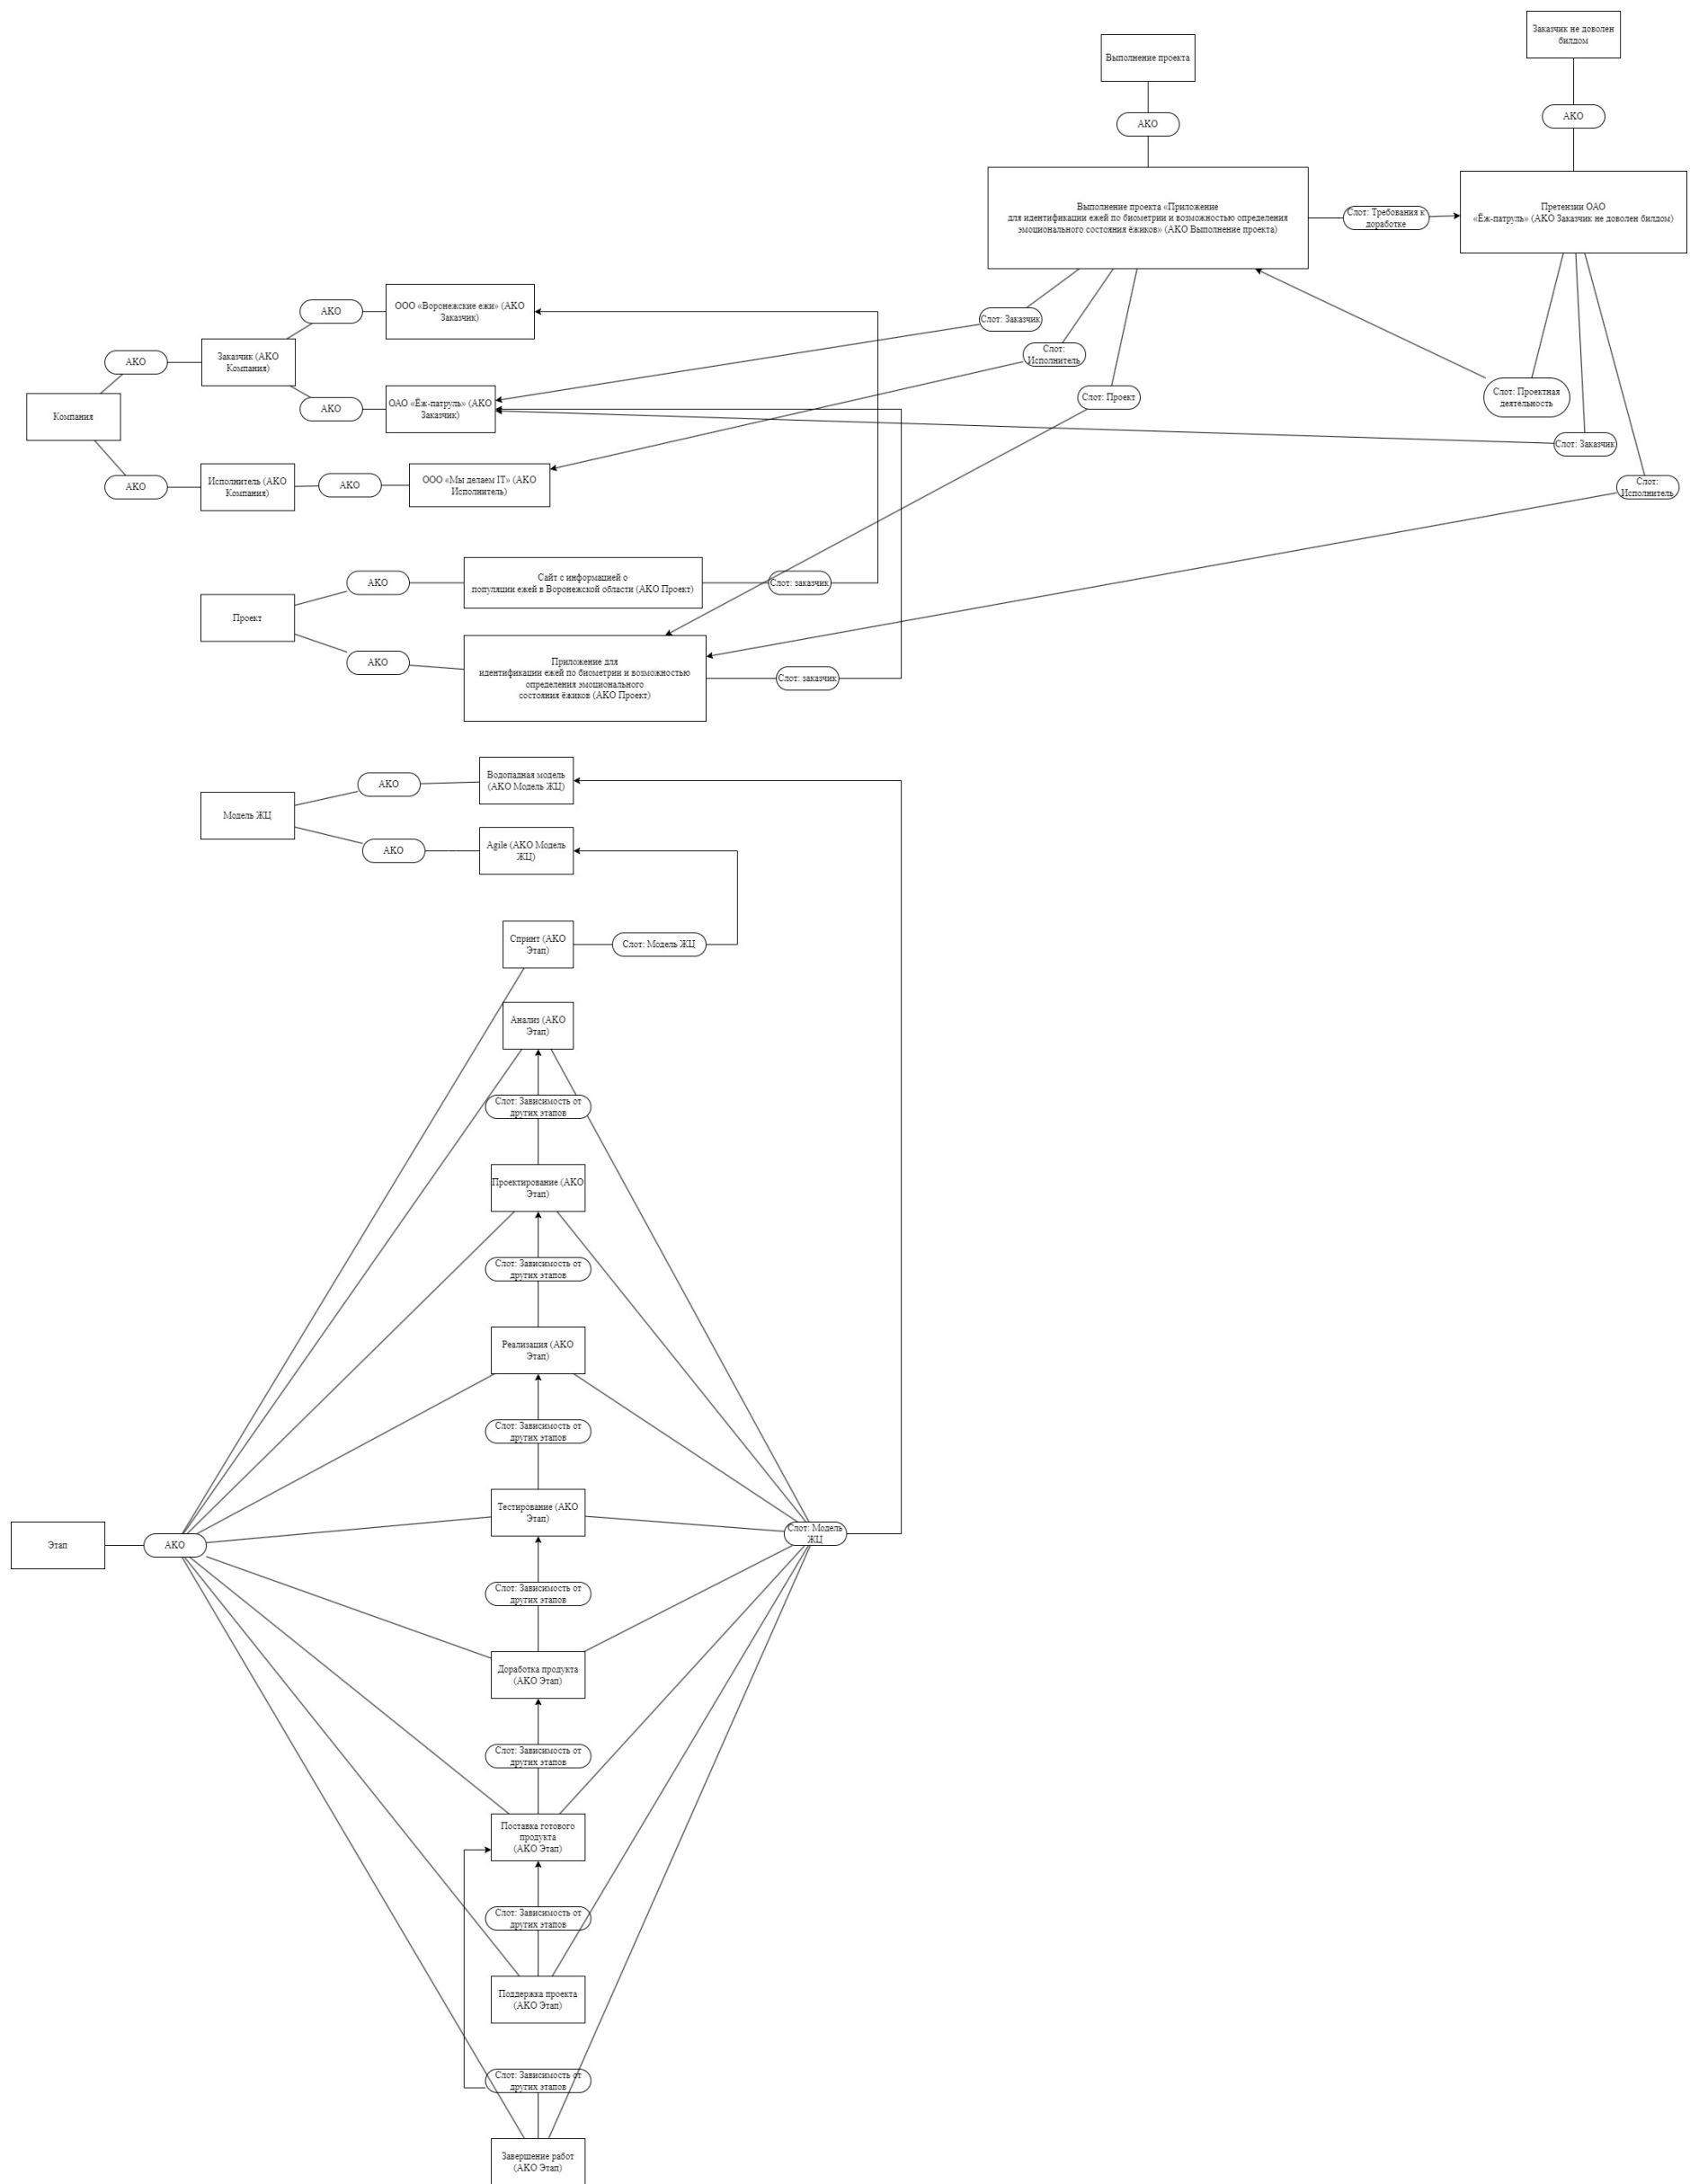 Заказчик не доволен
билдом
Выполнение проекта
АКО
АКО
Выполнение проекта «Приложение
для идентификации ежей по биометрии и возможностью определения
эмоционального состояния ёжиков» (АКО Выполнение проекта)
Слот: Требования к
доработке
Претензии ОАО
«Ёж-патруль» (АКО Заказчик не доволен билдом)
АКО
ООО «Воронежские ежи» (АКО
Заказчик)
Слот: Заказчик
АКО
Заказчик (АКО
Компания)
Слот:
Исполнитель
Компания
АКО
ОАО «Ёж-патруль» (АКО
Заказчик)
Слот: Проект
Слот: Проектная
деятельность
Слот: Заказчик
АКО
Исполнитель (АКО
Компания)
АКО
ООО «Мы делаем IT» (АКО
Исполнитель)
Слот:
Исполнитель
АКО
Сайт с информацией о
популяции ежей в Воронежской области (АКО Проект)
Слот: заказчик
Проект
АКО
Приложение для
идентификации ежей по биометрии и возможностью
определения эмоционального
состояния ёжиков (АКО Проект)
Слот: заказчик
АКО
Водопадная модель
(АКО Модель ЖЦ)
Модель ЖЦ
АКО
Agile (АКО Модель
ЖЦ)
Спринт (АКО
Этап)
Слот: Модель ЖЦ
Анализ (АКО
Этап)
Слот: Зависимость от
других этапов
Проектирование (АКО
Этап)
Слот: Зависимость от
других этапов
Реализация (АКО
Этап)
Слот: Зависимость от
других этапов
Тестирование (АКО
Этап)
Слот: Модель
ЖЦ
Этап
АКО
Слот: Зависимость от
других этапов
Доработка продукта
(АКО Этап)
Слот: Зависимость от
других этапов
Поставка готового
продукта
(АКО Этап)
Слот: Зависимость от
других этапов
Поддержка проекта
(АКО Этап)
Слот: Зависимость от
других этапов
Завершение работ
(АКО Этап)